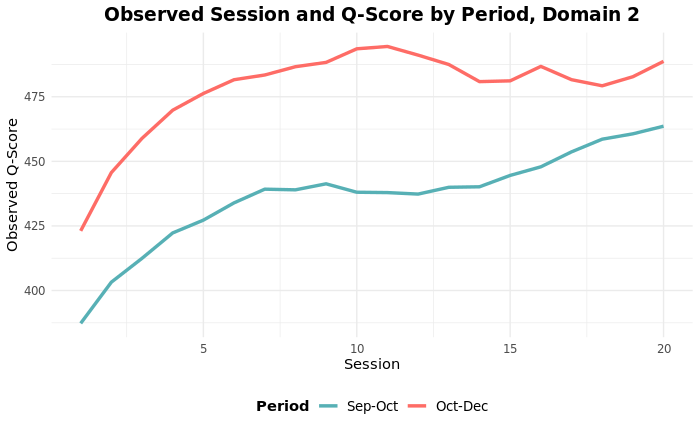 Observed Session and Q-Score by Period, Domain 2
Observed Q-Score
475
450
425
400
5 10 15 20
Session
Period Sep-Oct Oct-Dec